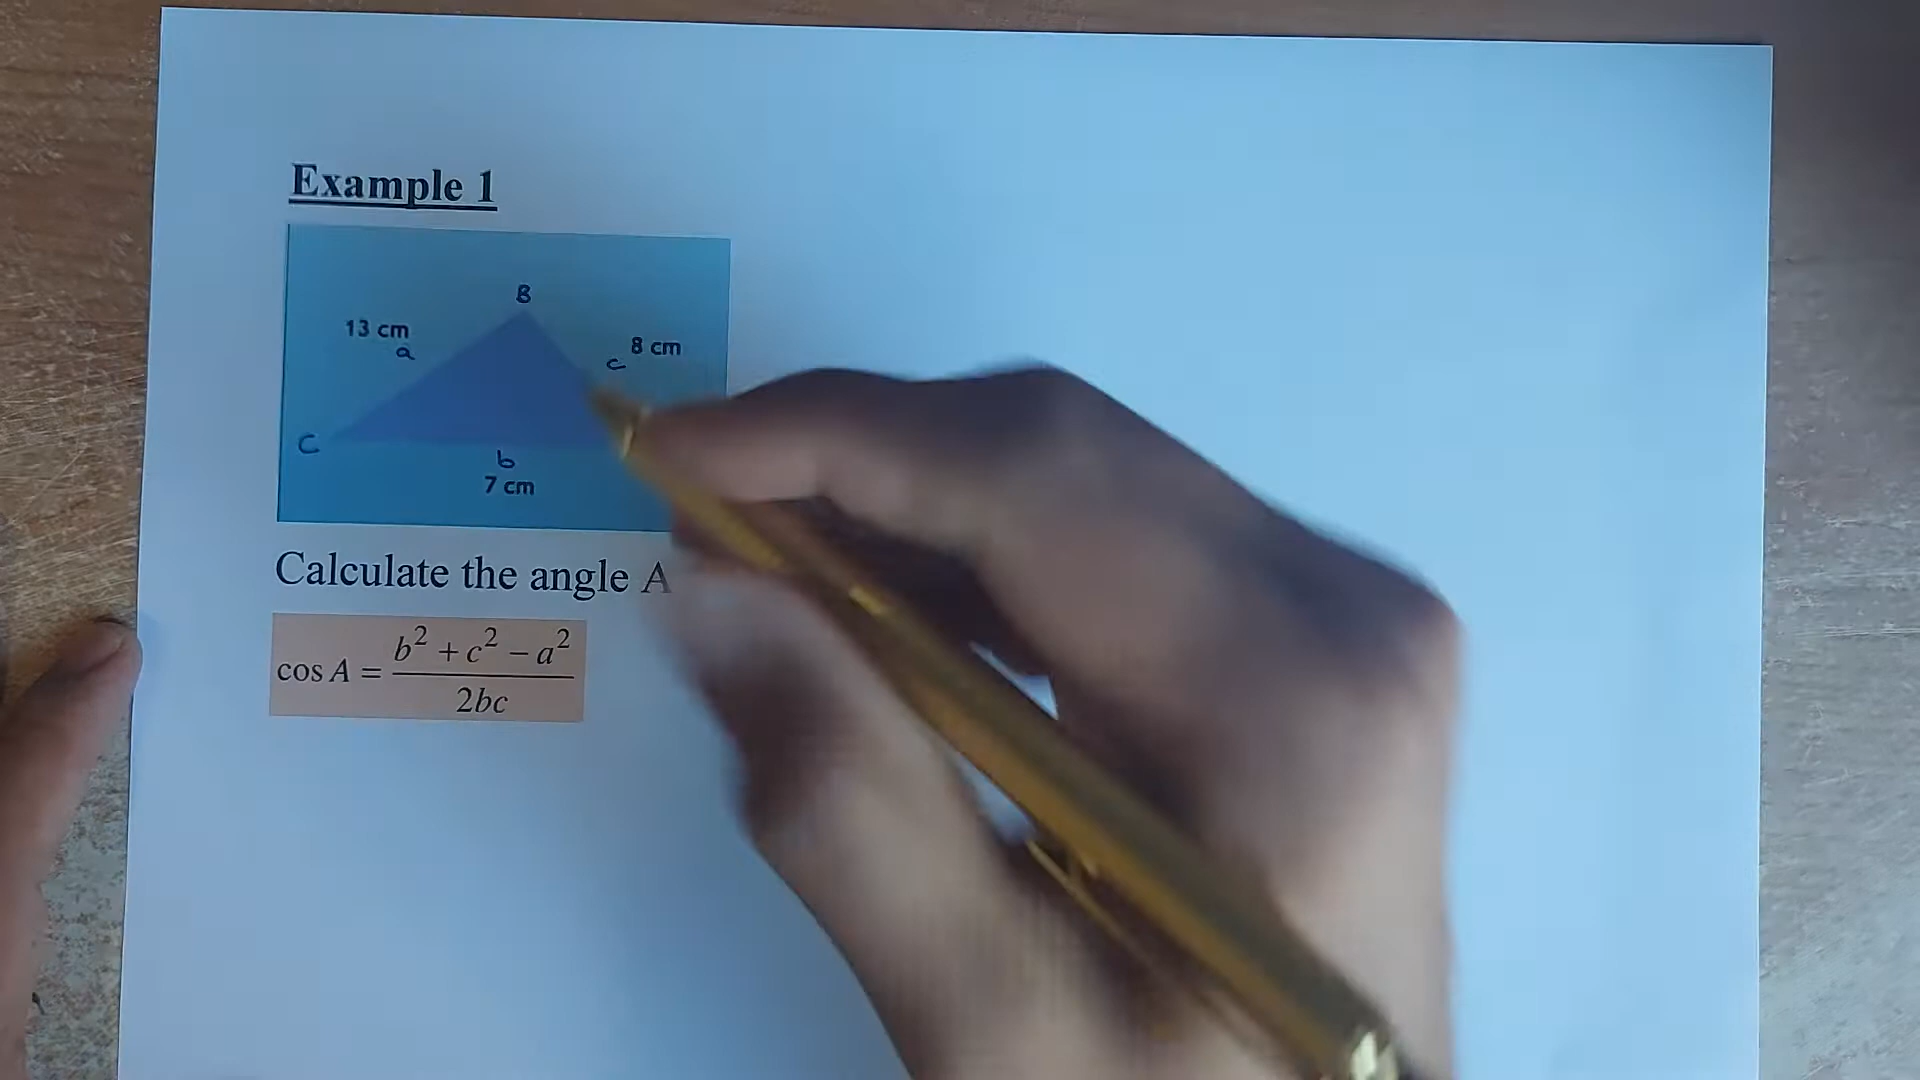 Example 1
B
13 cm
a
8 cm
c
C
b
7 cm
Calculate the angle A
cos A = b² + c² − a² / 2bc